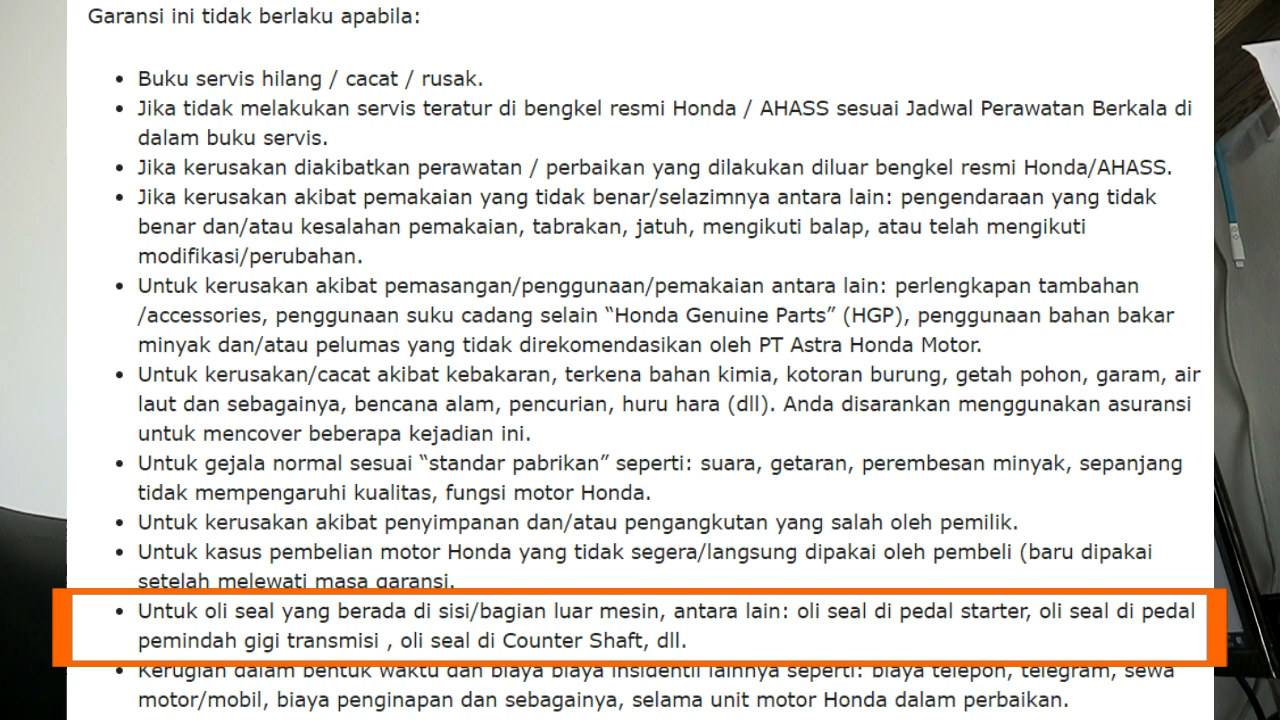 Garansi ini tidak berlaku apabila:
• Buku servis hilang / cacat / rusak.
• Jika tidak melakukan servis teratur di bengkel resmi Honda / AHASS sesuai Jadwal Perawatan Berkala di
dalam buku servis.
• Jika kerusakan diakibatkan perawatan / perbaikan yang dilakukan diluar bengkel resmi Honda/AHASS.
• Jika kerusakan akibat pemakaian yang tidak benar/selazimnya antara lain: pengendaraan yang tidak
benar dan/atau kesalahan pemakaian, tabrakan, jatuh, mengikuti balap, atau telah mengikuti
modifikasi/perubahan.
• Untuk kerusakan akibat pemasangan/penggunaan/pemakaian antara lain: perlengkapan tambahan
/accessories, penggunaan suku cadang selain “Honda Genuine Parts” (HGP), penggunaan bahan bakar
minyak dan/atau pelumas yang tidak direkomendasikan oleh PT Astra Honda Motor.
• Untuk kerusakan/cacat akibat kebakaran, terkena bahan kimia, kotoran burung, getah pohon, garam, air
laut dan sebagainya, bencana alam, pencurian, huru hara (dll). Anda disarankan menggunakan asuransi
untuk mencover beberapa kejadian ini.
• Untuk gejala normal sesuai “standar pabrikan” seperti: suara, getaran, perembesan minyak, sepanjang
tidak mempengaruhi kualitas, fungsi motor Honda.
• Untuk kerusakan akibat penyimpanan dan/atau pengangkutan yang salah oleh pemilik.
• Untuk kasus pembelian motor Honda yang tidak segera/langsung dipakai oleh pembeli (baru dipakai
setelah melewati masa garansi.
• Untuk oli seal yang berada di sisi/bagian luar mesin, antara lain: oli seal di pedal starter, oli seal di pedal
pemindah gigi transmisi , oli seal di Counter Shaft, dll.
• Kerugian dalam bentuk waktu dan biaya biaya insidentil lainnya seperti: biaya telepon, telegram, sewa
motor/mobil, biaya penginapan dan sebagainya, selama unit motor Honda dalam perbaikan.